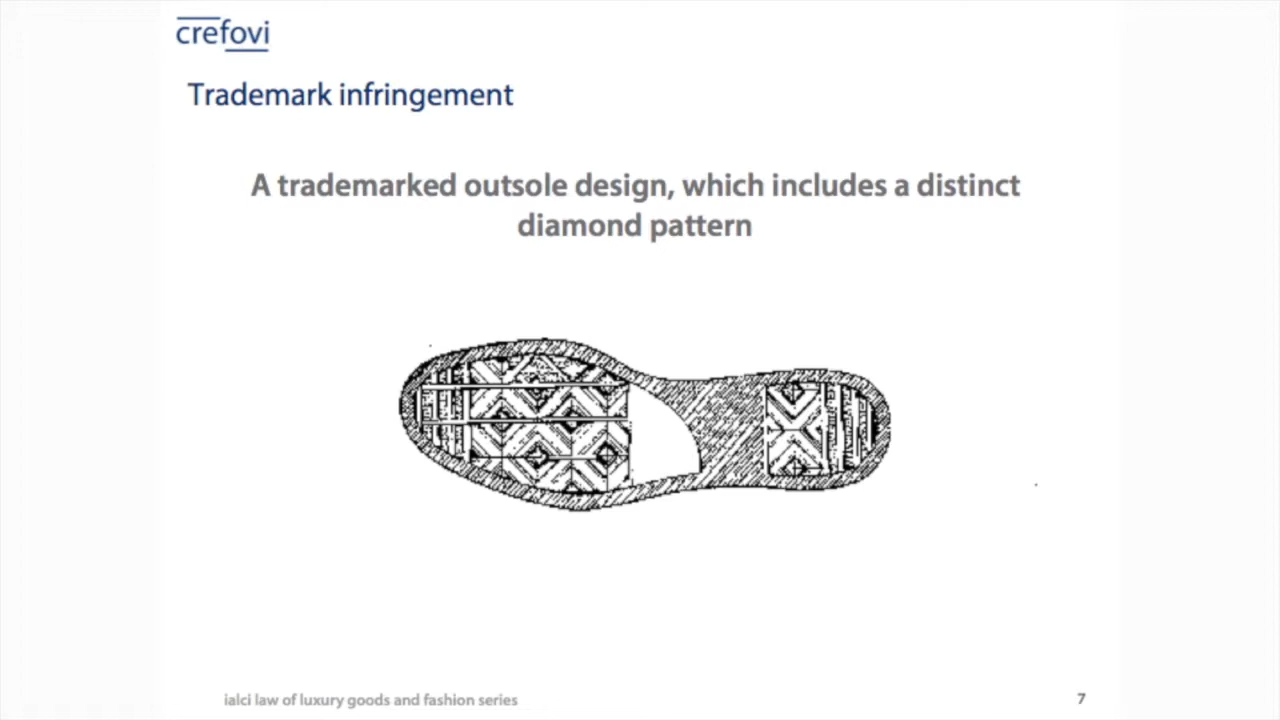 crefovi
Trademark infringement
A trademarked outsole design, which includes a distinct
diamond pattern
ialci law of luxury goods and fashion series
7